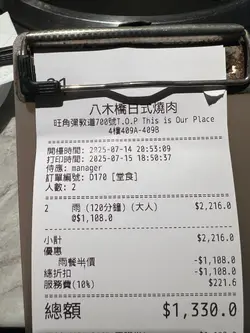 八木橋日式燒肉
旺角彌敦道700號T.O.P This is Our Place
4樓409A-409B
開檯時間: 2025-07-14 20:53:09
打印時間: 2025-07-15 18:50:37
侍應: manager
訂單編號: D170 [堂食]
人數: 2
2 雨 (120分鐘) (大人) $2,216.0
@$1,108.0
小計 $2,216.0
優惠
雨餐半價 -$1,108.0
總折扣 -$1,108.0
服務費(10%) $221.6
總額 $1,330.0